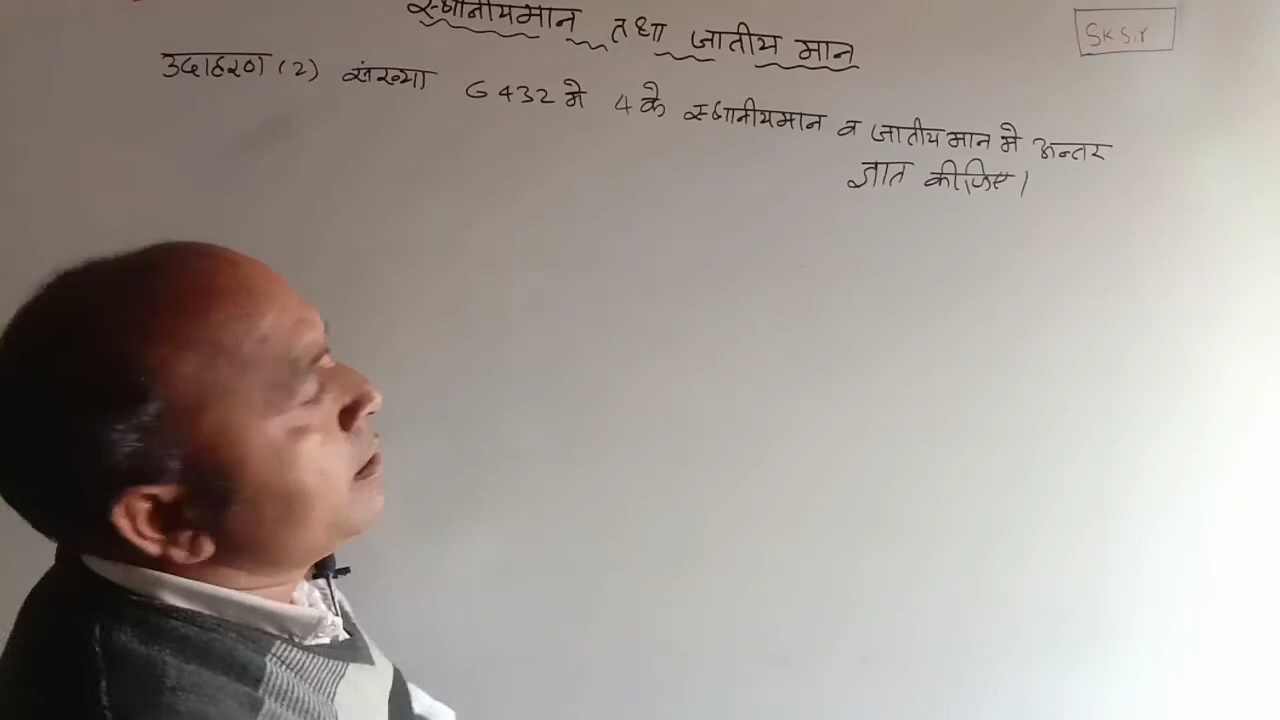 स्थानीयमान तथा जातीय मान
SK Sir
उदाहरण (2) संख्या 6432 मे 4 के स्थानीयमान व जातीयमान मे अन्तर
ज्ञात कीजिए।